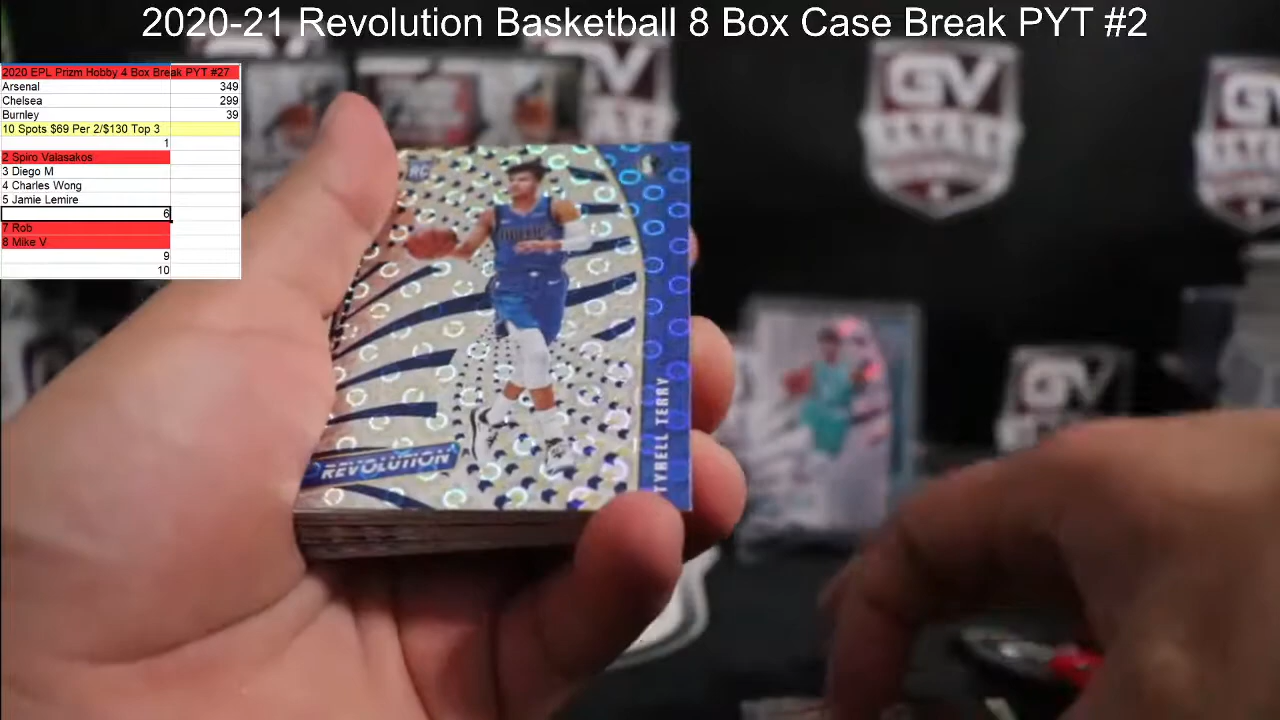 2020-21 Revolution Basketball 8 Box Case Break PYT #2
2020 EPL Prizm Hobby 4 Box Break PYT #27
Arsenal 349
Chelsea 299
Burnley 39
10 Spots $69 Per 2/$130 Top 3
1
2 Spiro Valasakos
3 Diego M
4 Charles Wong
5 Jamie Lemire
6
7 Rob
8 Mike V
9
10
GV
GV
RC
REVOLUTION
TYRELL TERRY